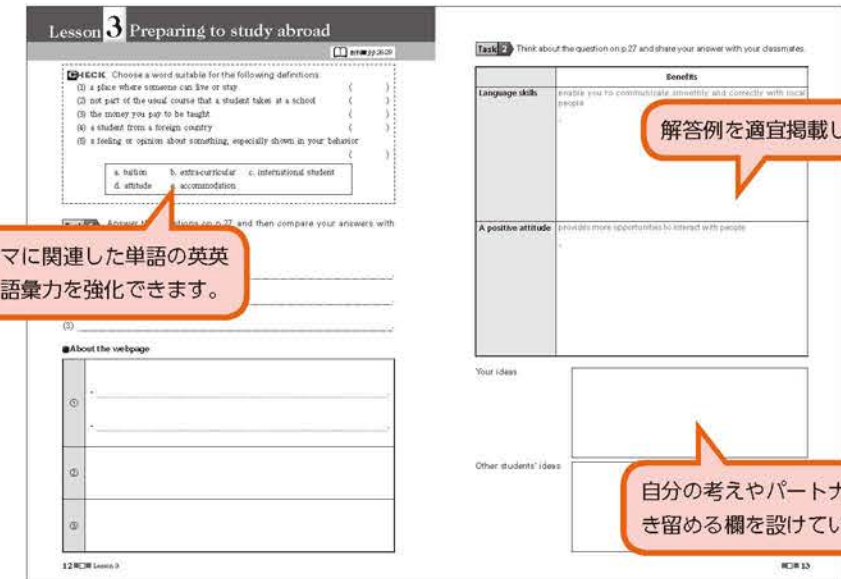 Lesson 3 Preparing to study abroad
教科書 pp.26-29
CHECK Choose a word suitable for the following definitions.
(1) a place where someone can live or stay ( )
(2) not part of the usual course that a student takes at a school ( )
(3) the money you pay to be taught ( )
(4) a student from a foreign country ( )
(5) a feeling or opinion about something, especially shown in your behavior
( )
a. tuition b. extra-curricular c. international student
d. attitude e. accommodation
on p.27 and then compare your answers with
マに関連した単語の英英
語彙力を強化できます。
(3)
■About the webpage
①
②
③
12 Lesson 3
Task 2 Think about the question on p.27 and share your answer with your classmates.
Benefits
Language skills enable you to communicate smoothly and correctly with local
people
解答例を適宜掲載し
A positive attitude provides more opportunities to interact with people
Your ideas
Other students' ideas
自分の考えやパートナ
き留める欄を設けてい
13